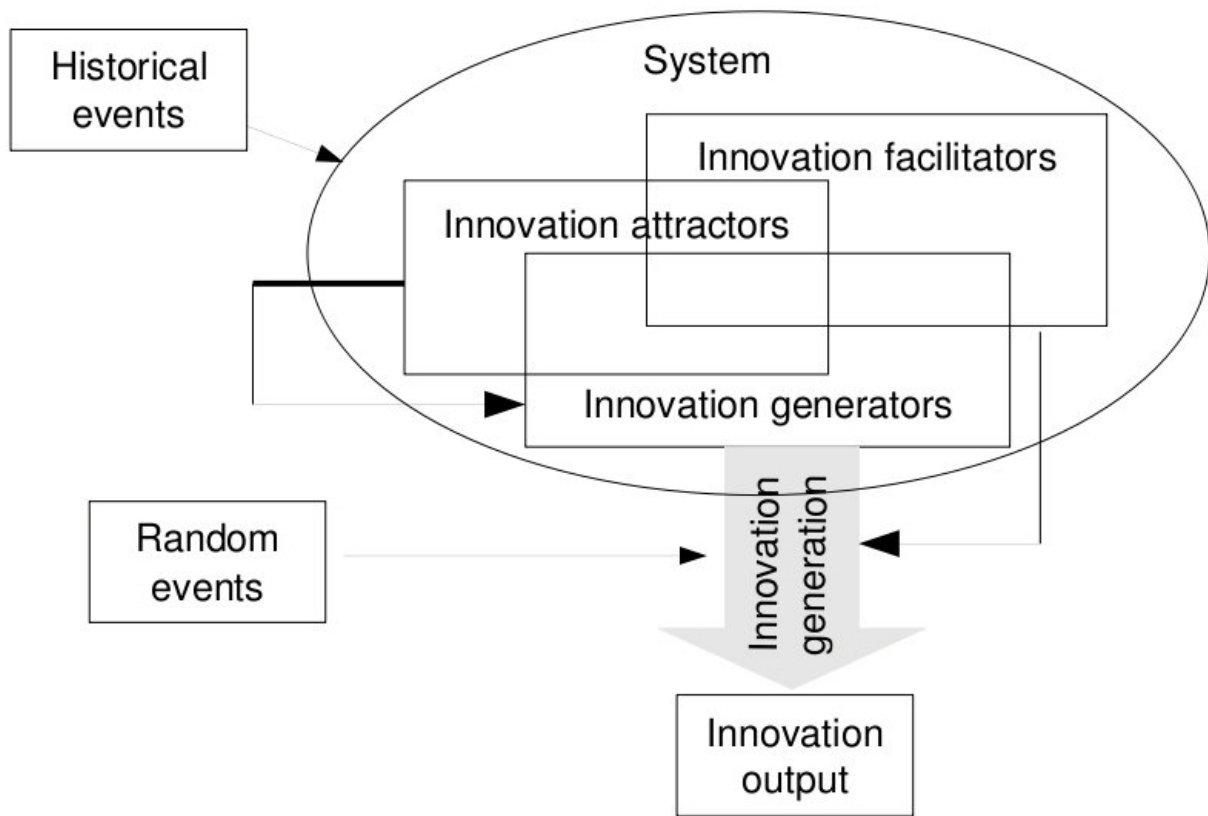 Historical
events
System
Innovation facilitators
Innovation attractors
Innovation generators
Random
events
Innovation
generation
Innovation
output